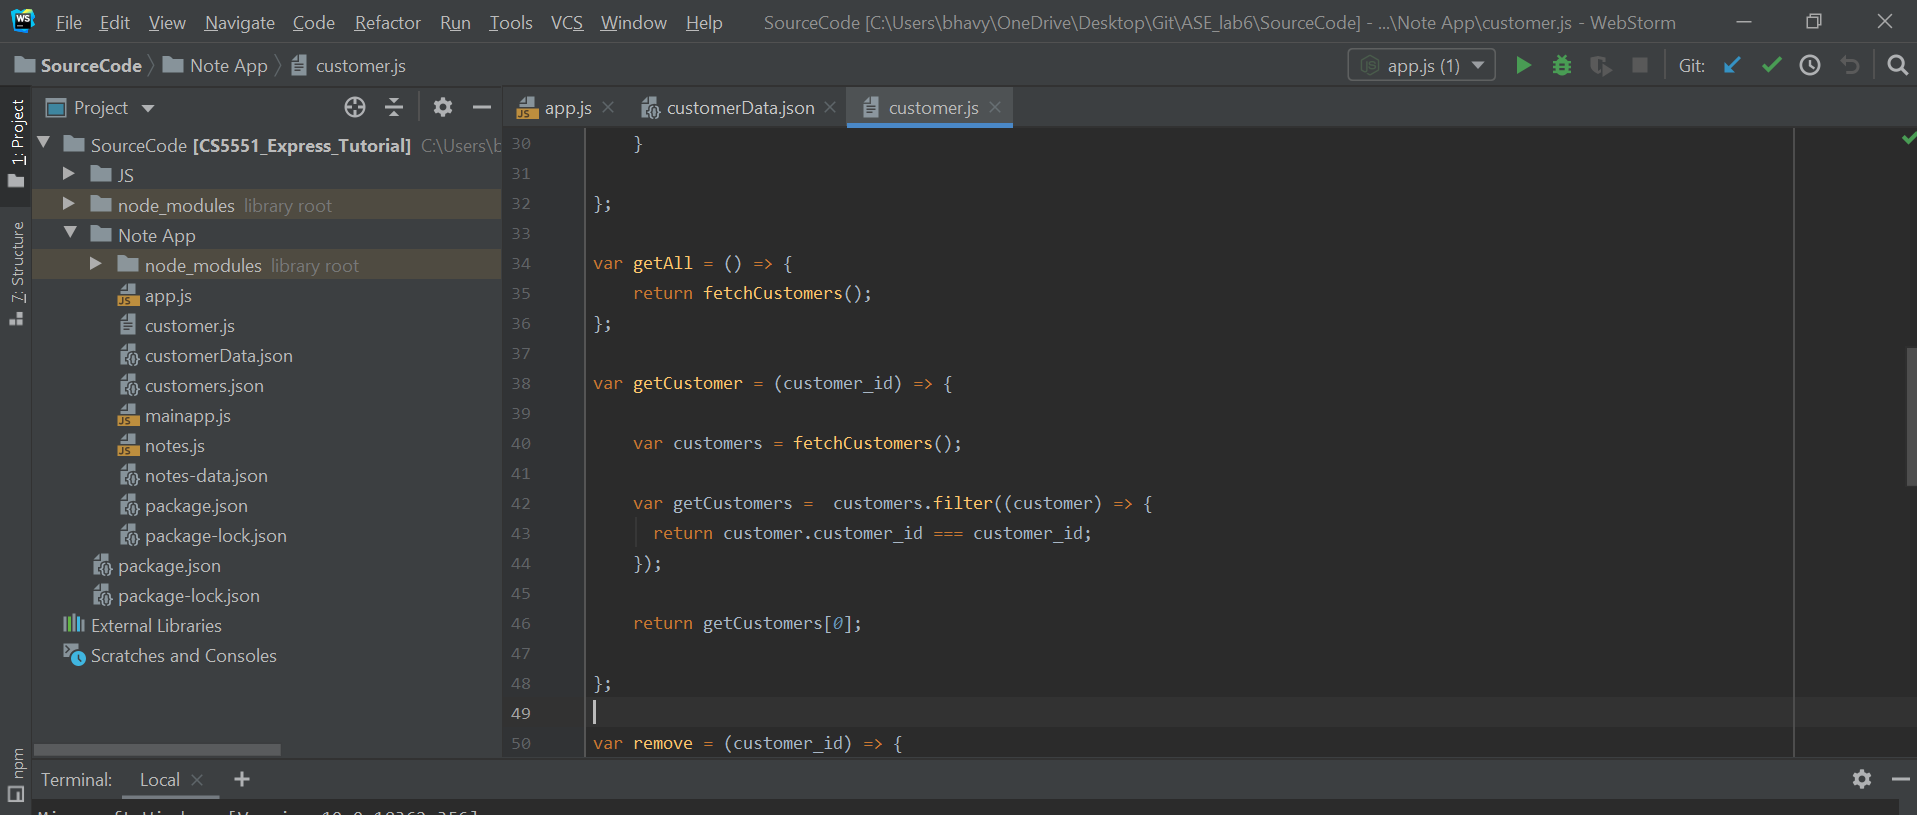 WS File Edit View Navigate Code Refactor Run Tools VCS Window Help SourceCode [C:\Users\bhavy\OneDrive\Desktop\Git\ASE_lab6\SourceCode] - ...\Note App\customer.js - WebStorm
SourceCode Note App customer.js app.js (1) Git:
1: Project
7: Structure
npm
Project
SourceCode [CS5551_Express_Tutorial] C:\Users\b
JS
node_modules library root
Note App
node_modules library root
app.js
customer.js
customerData.json
customers.json
mainapp.js
notes.js
notes-data.json
package.json
package-lock.json
package.json
package-lock.json
External Libraries
Scratches and Consoles
app.js customerData.json customer.js
30 }
31
32 };
33
34 var getAll = () => {
35 return fetchCustomers();
36 };
37
38 var getCustomer = (customer_id) => {
39
40 var customers = fetchCustomers();
41
42 var getCustomers =  customers.filter((customer) => {
43 return customer.customer_id === customer_id;
44 });
45
46 return getCustomers[0];
47
48 };
49
50 var remove = (customer_id) => {
Terminal: Local +